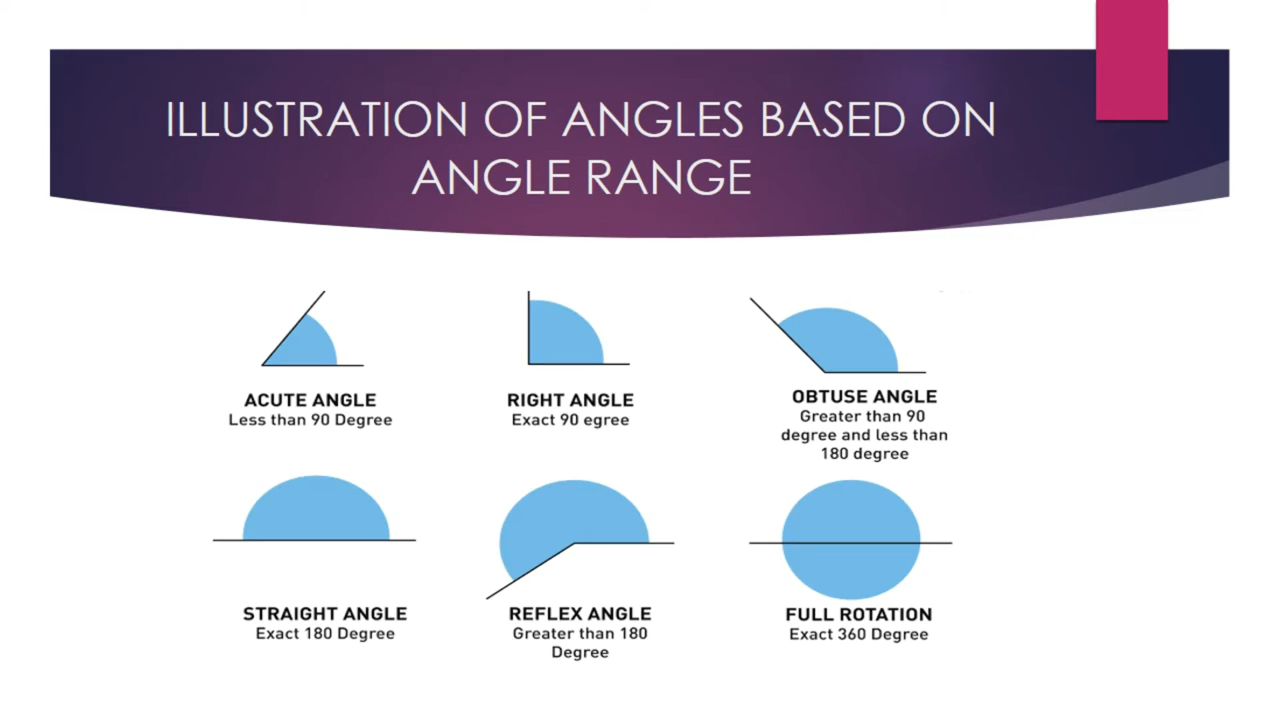 ILLUSTRATION OF ANGLES BASED ON
ANGLE RANGE
ACUTE ANGLE
Less than 90 Degree
RIGHT ANGLE
Exact 90 egree
OBTUSE ANGLE
Greater than 90
degree and less than
180 degree
STRAIGHT ANGLE
Exact 180 Degree
REFLEX ANGLE
Greater than 180
Degree
FULL ROTATION
Exact 360 Degree